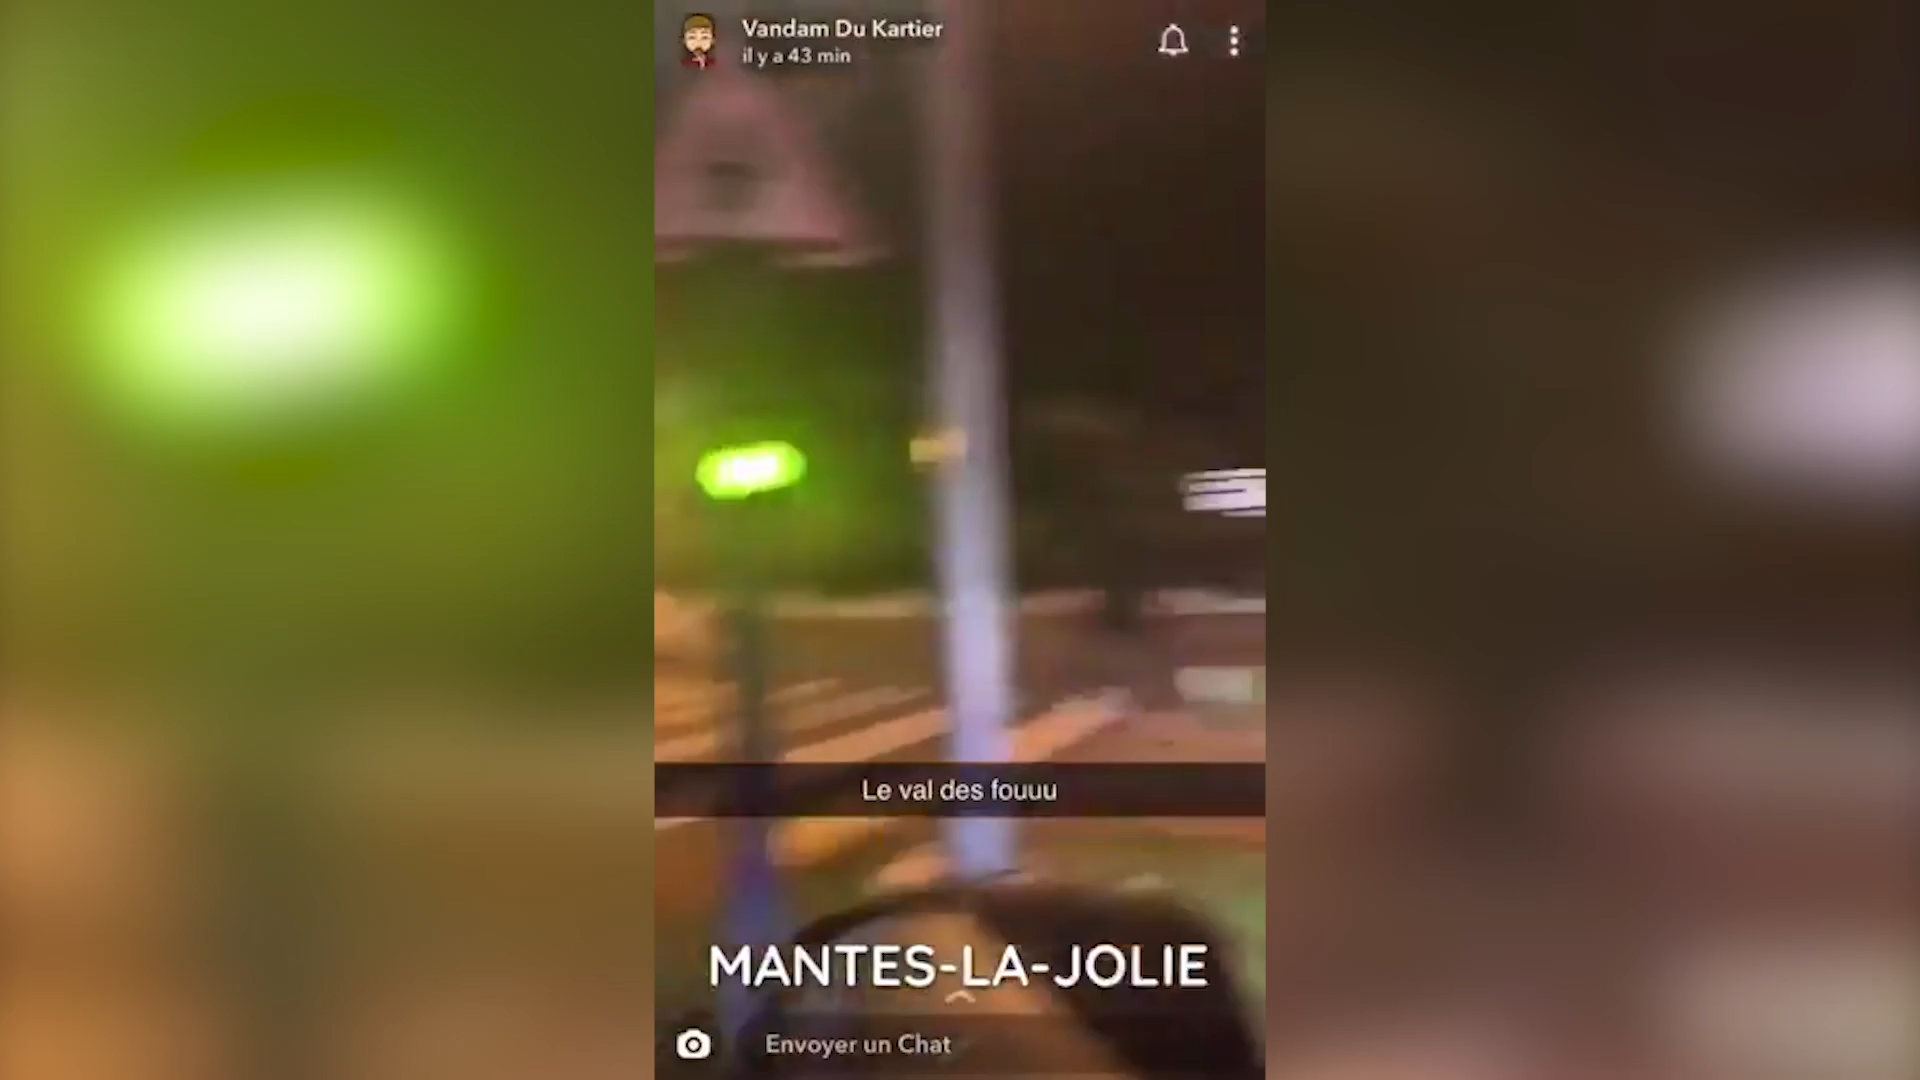 Vandam Du Kartier
il y a 43 min
Le val des fouuu
MANTES-LA-JOLIE
Envoyer un Chat